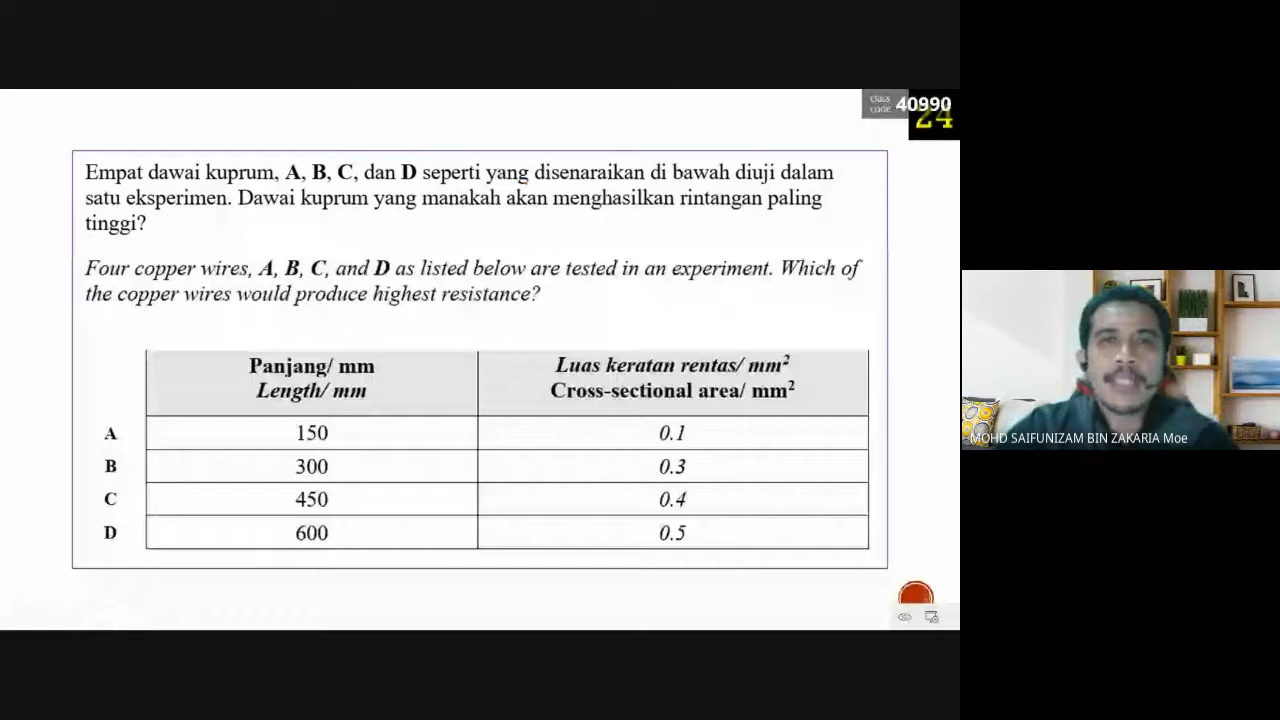 class
code 40990
24
Empat dawai kuprum, A, B, C, dan D seperti yang disenaraikan di bawah diuji dalam
satu eksperimen. Dawai kuprum yang manakah akan menghasilkan rintangan paling
tinggi?
Four copper wires, A, B, C, and D as listed below are tested in an experiment. Which of
the copper wires would produce highest resistance?
Panjang/ mm Luas keratan rentas/ mm²
Length/ mm Cross-sectional area/ mm²
A 150 0.1
B 300 0.3
C 450 0.4
D 600 0.5
MOHD SAIFUNIZAM BIN ZAKARIA Moe